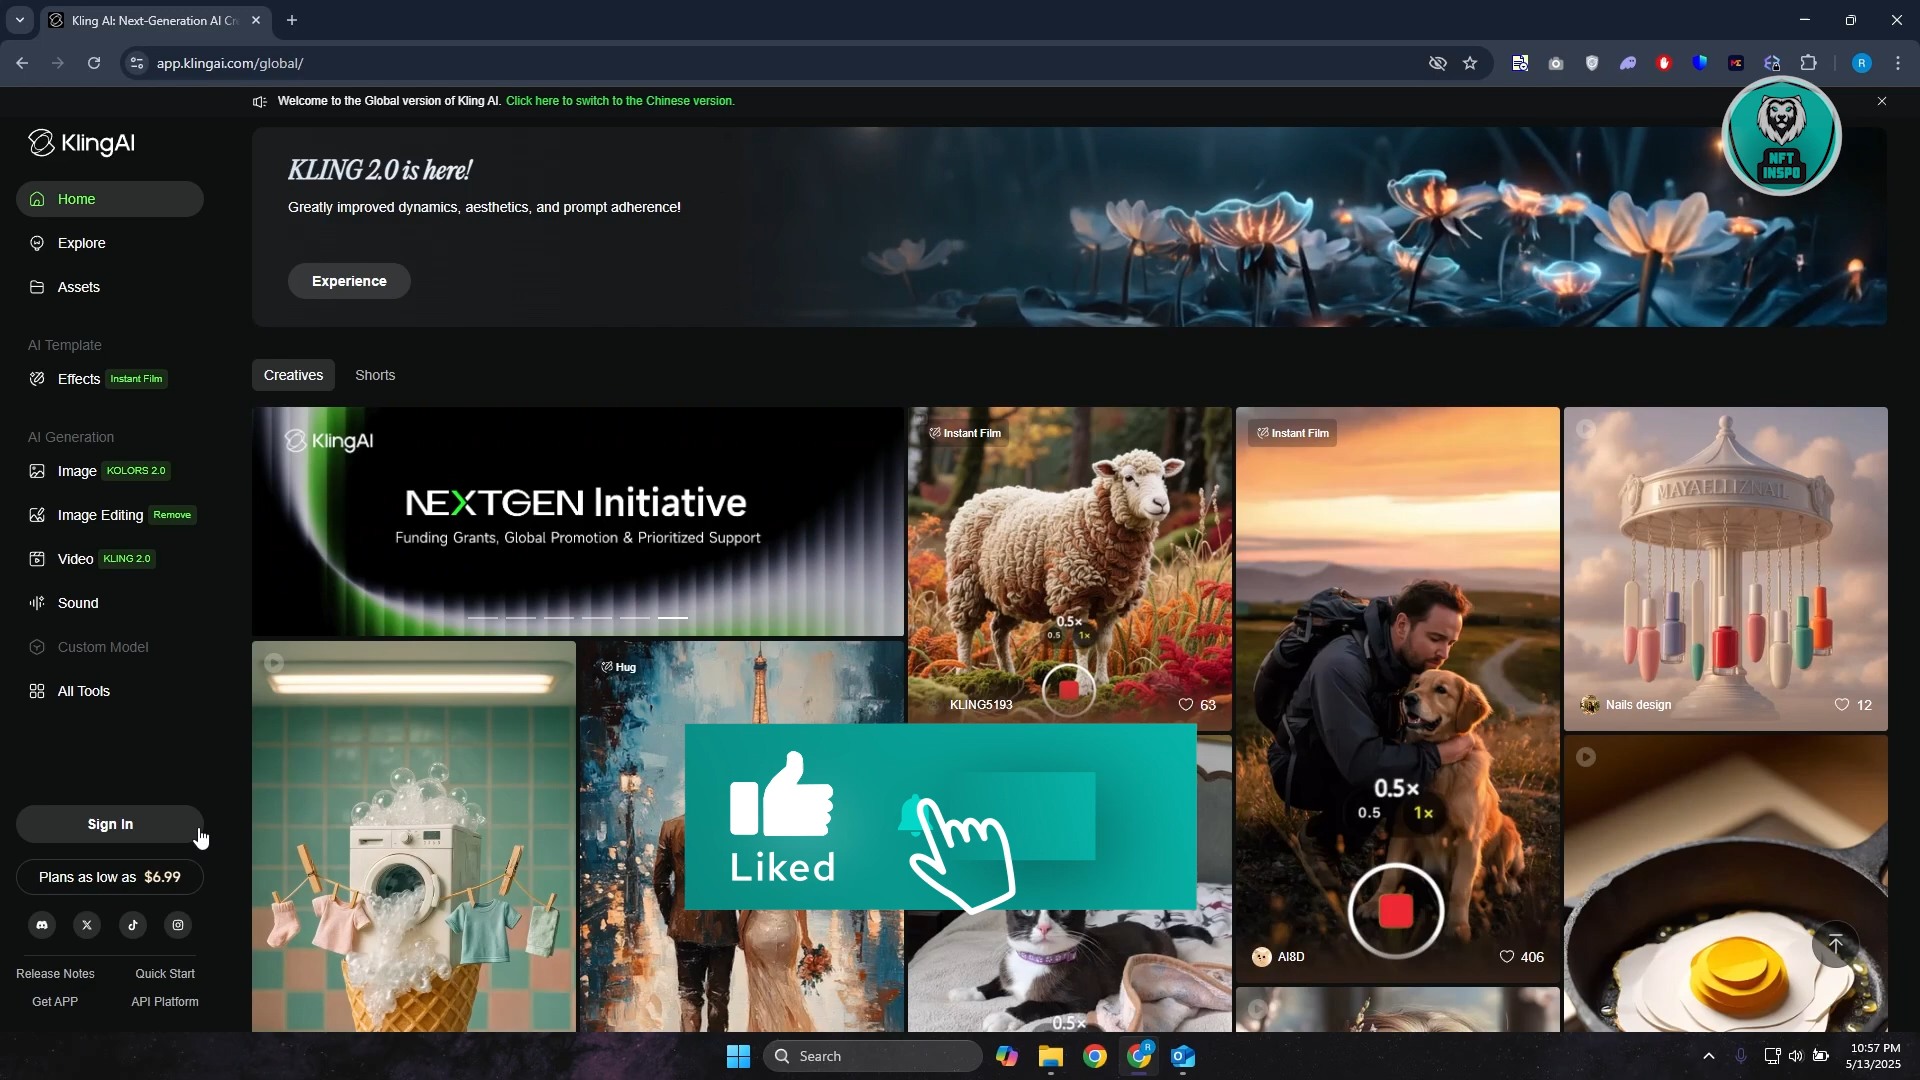 Kling AI: Next-Generation AI Cr
app.klingai.com/global/
R
Welcome to the Global version of Kling AI. Click here to switch to the Chinese version.
NFT
INSPO
KlingAI
KLING 2.0 is here!
Greatly improved dynamics, aesthetics, and prompt adherence!
Experience
Home
Explore
Assets
AI Template
Effects Instant Film
AI Generation
Image KOLORS 2.0
Image Editing Remove
Video KLING 2.0
Sound
Custom Model
All Tools
Sign In
Plans as low as $6.99
Release Notes Quick Start
Get APP API Platform
Creatives Shorts
KlingAI
NEXTGEN Initiative
Funding Grants, Global Promotion & Prioritized Support
Instant Film
0.5×
0.5 1×
KLING5193 63
Instant Film
0.5×
0.5 1×
AI8D 406
MAYAELLIZNAIL
Nails design 12
Hug
Liked
0.5×
Search
R
10:57 PM
5/13/2025